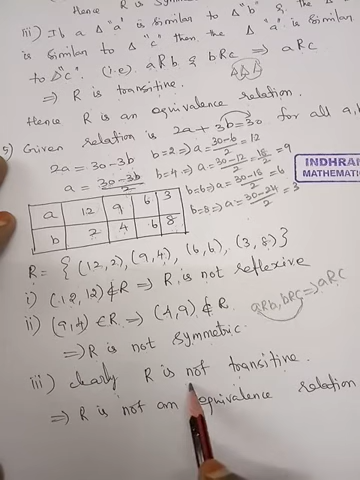 Hence R is symm
iii) If a Δ "a" is similar to Δ "b" & the Δ
is similar to Δ "c" then the Δ "a" is similar
to Δ"c". (i.e) aRb & bRc ⇒ aRc
⇒ R is transitive.
Hence R is an equivalence relation.
5) Given relation is 2a + 3b = 30 for all a,b
2a = 30-3b
a = 30-3b/2
b=2 ⇒ a = 30-6/2 = 12
b=4 ⇒ a = 30-12/2 = 18/2 = 9
b=6 ⇒ a = 30-18/2 = 6
b=8 ⇒ a = 30-24/2 = 3
INDHRAN
MATHEMATIC
a 12 9 6 3
b 2 4 6 8
R = { (12,2), (9,4), (6,6), (3,8) }
i) (12,12) ∉ R ⇒ R is not reflexive
ii) (9,4) ∈ R ⇒ (4,9) ∉ R
aRb, bRc ⇒ aRC
⇒ R is not symmetric.
iii) clearly R is not transitive.
⇒ R is not an equivalence relation